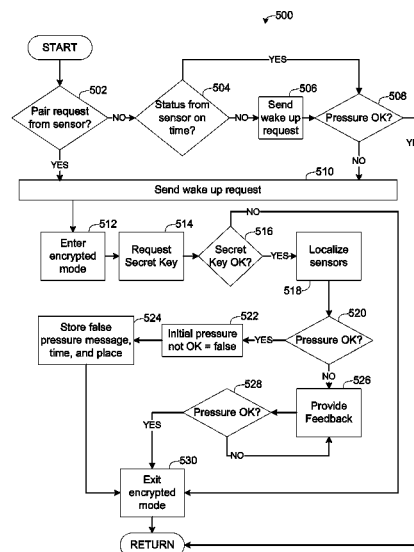 500
START
502
Pair request
from sensor?
NO
504
Status from
sensor on
time?
YES
NO
506
Send
wake up
request
508
Pressure OK?
YES
NO
510
Send wake up request
512
Enter
encrypted
mode
514
Request
Secret Key
516
Secret
Key OK?
NO
YES
Localize
sensors
518
520
Pressure OK?
YES
NO
522
Initial pressure
not OK = false
524
Store false
pressure message,
time, and place
526
Provide
Feedback
528
Pressure OK?
YES
NO
530
Exit
encrypted
mode
RETURN